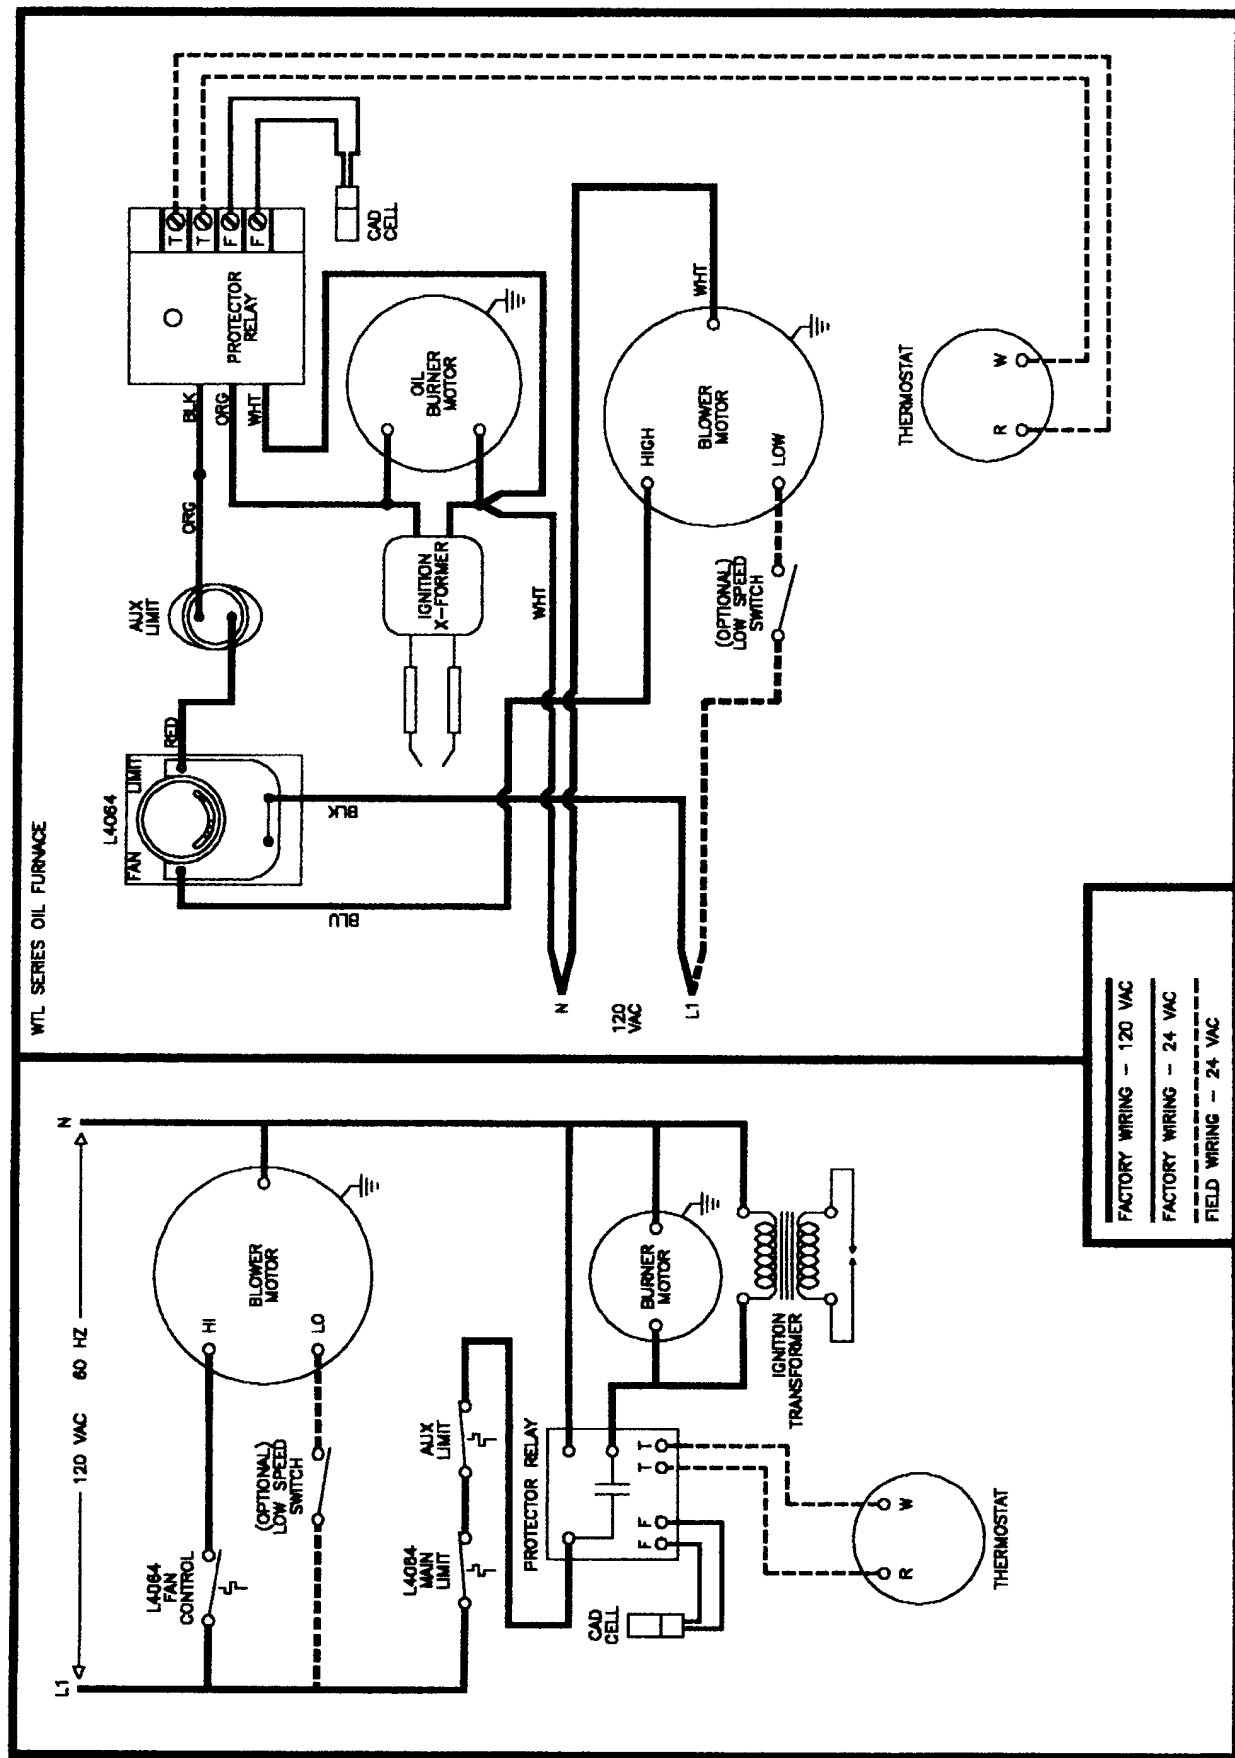 WTL SERIES OIL FURNACE
L1
120 VAC 60 HZ
N
L4064
FAN
CONTROL
HI
BLOWER
MOTOR
LO
(OPTIONAL)
LOW SPEED
SWITCH
L4064
MAIN
LIMIT
AUX
LIMIT
PROTECTOR RELAY
CAD
CELL
F
F
T
T
BURNER
MOTOR
IGNITION
TRANSFORMER
R
W
THERMOSTAT
L4064
FAN
LIMIT
RED
AUX
LIMIT
ORG
BLK
ORG
WHT
PROTECTOR
RELAY
T
T
F
F
CAD
CELL
BLU
BLK
IGNITION
X-FORMER
OIL
BURNER
MOTOR
N
120
VAC
L1
WHT
HIGH
BLOWER
MOTOR
LOW
WHT
(OPTIONAL)
LOW SPEED
SWITCH
THERMOSTAT
R
W
FACTORY WIRING - 120 VAC
FACTORY WIRING - 24 VAC
FIELD WIRING - 24 VAC